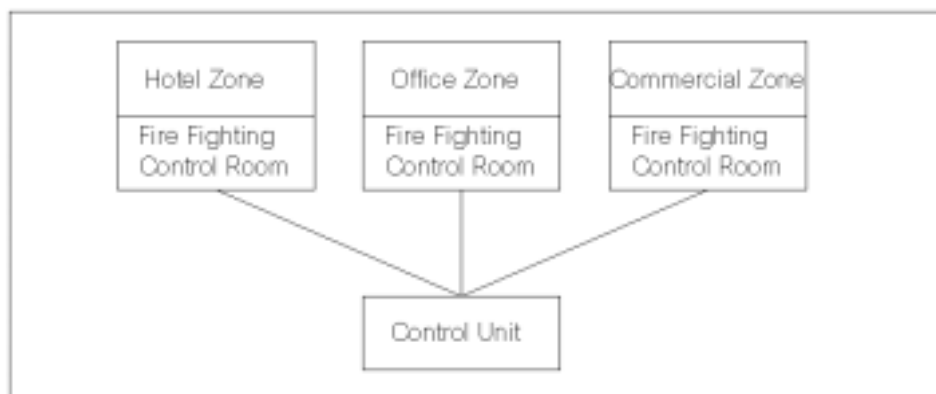 Hotel Zone
Office Zone
Commercial Zone
Fire Fighting
Control Room
Fire Fighting
Control Room
Fire Fighting
Control Room
Control Unit